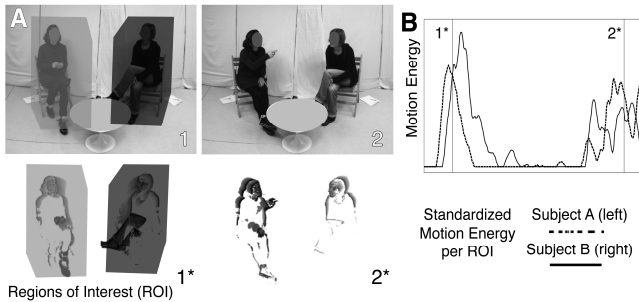 A
1
2
B
1*
2*
Motion Energy
1*
2*
Regions of Interest (ROI)
Standardized
Motion Energy
per ROI
Subject A (left)
Subject B (right)